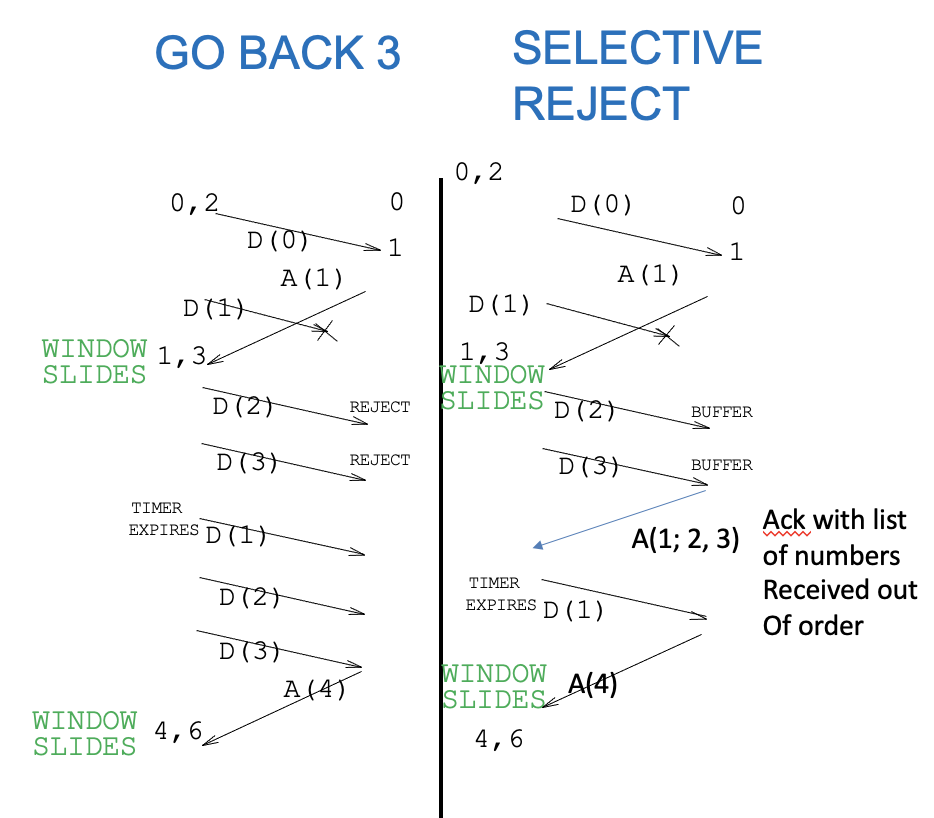 GO BACK 3
0,2
0
D(0)
1
A(1)
D(1)
WINDOW
SLIDES
1,3
D(2)
REJECT
D(3)
REJECT
TIMER
EXPIRES
D(1)
D(2)
D(3)
A(4)
WINDOW
SLIDES
4,6
SELECTIVE
REJECT
0,2
D(0)
0
1
A(1)
D(1)
1,3
WINDOW
SLIDES
D(2)
BUFFER
D(3)
BUFFER
A(1; 2, 3)
Ack with list
of numbers
Received out
Of order
TIMER
EXPIRES
D(1)
WINDOW
SLIDES
A(4)
4,6